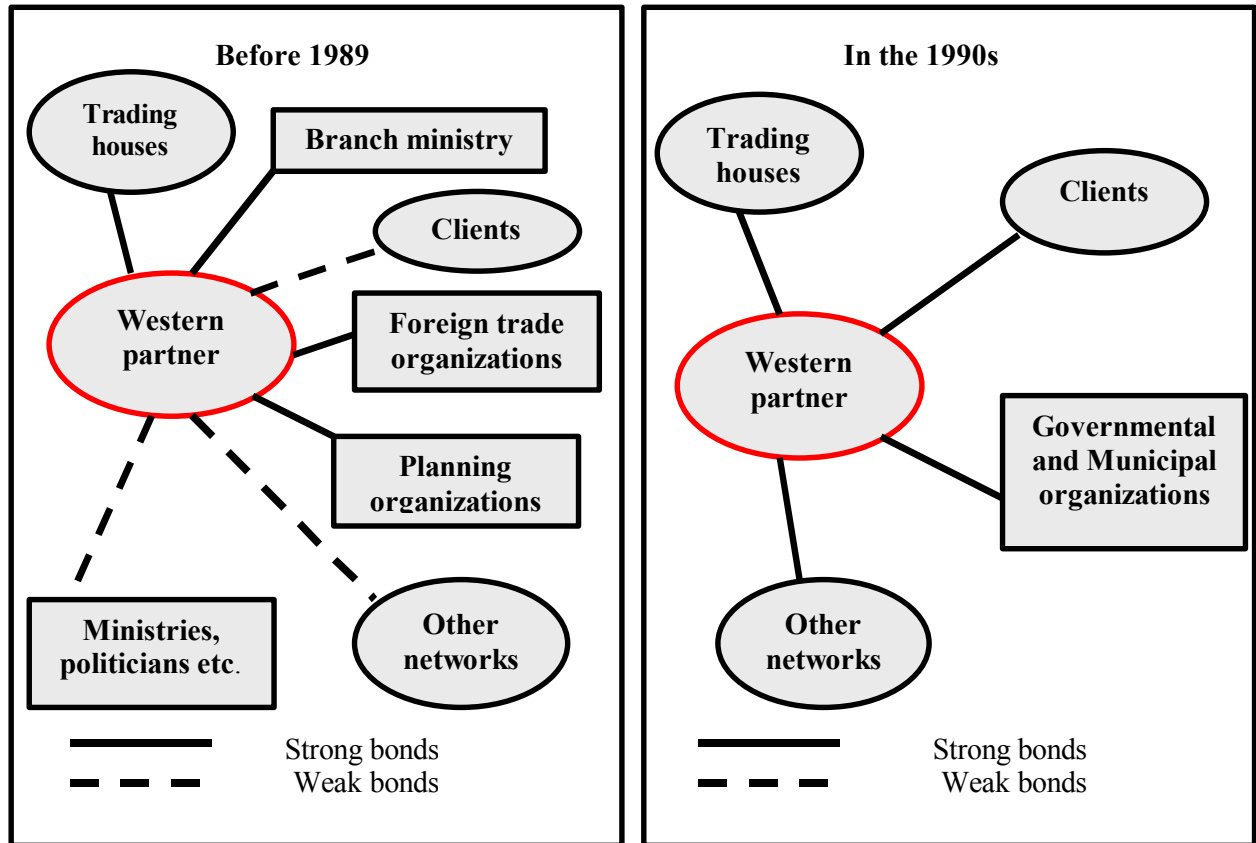 Before 1989
Trading
houses
Branch ministry
Clients
Western
partner
Foreign trade
organizations
Planning
organizations
Ministries,
politicians etc.
Other
networks
Strong bonds
Weak bonds
In the 1990s
Trading
houses
Clients
Western
partner
Governmental
and Municipal
organizations
Other
networks
Strong bonds
Weak bonds